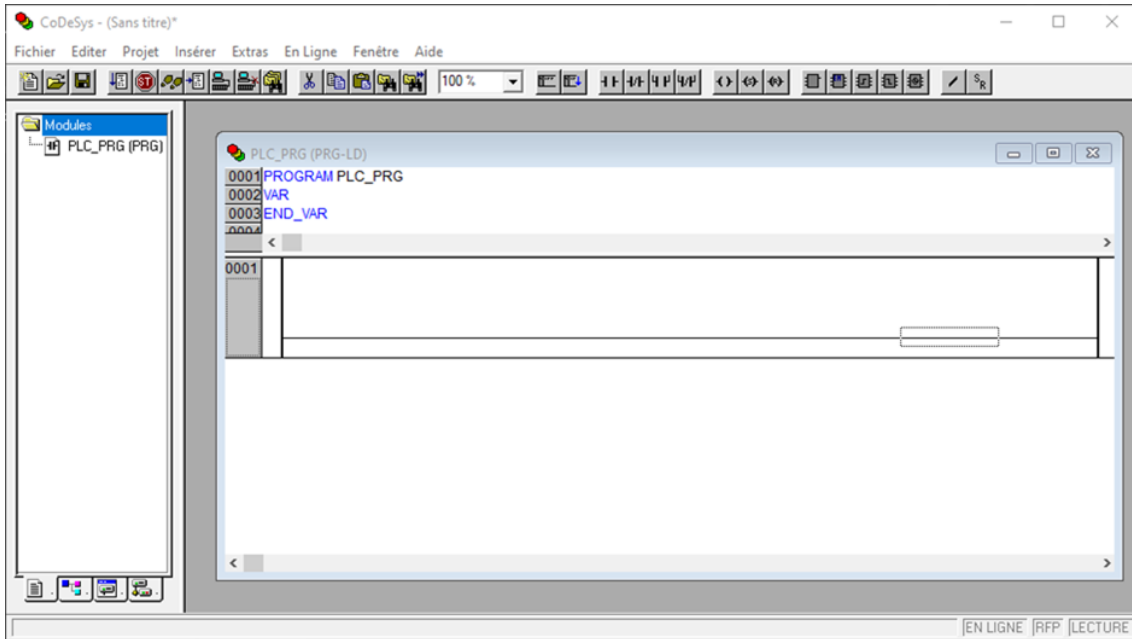 CoDeSys - (Sans titre)*
Fichier Editer Projet Insérer Extras En Ligne Fenêtre Aide
100 %
Modules
PLC_PRG (PRG)
PLC_PRG (PRG-LD)
0001 PROGRAM PLC_PRG
0002 VAR
0003 END_VAR
0004
0001
EN LIGNE RFP LECTURE